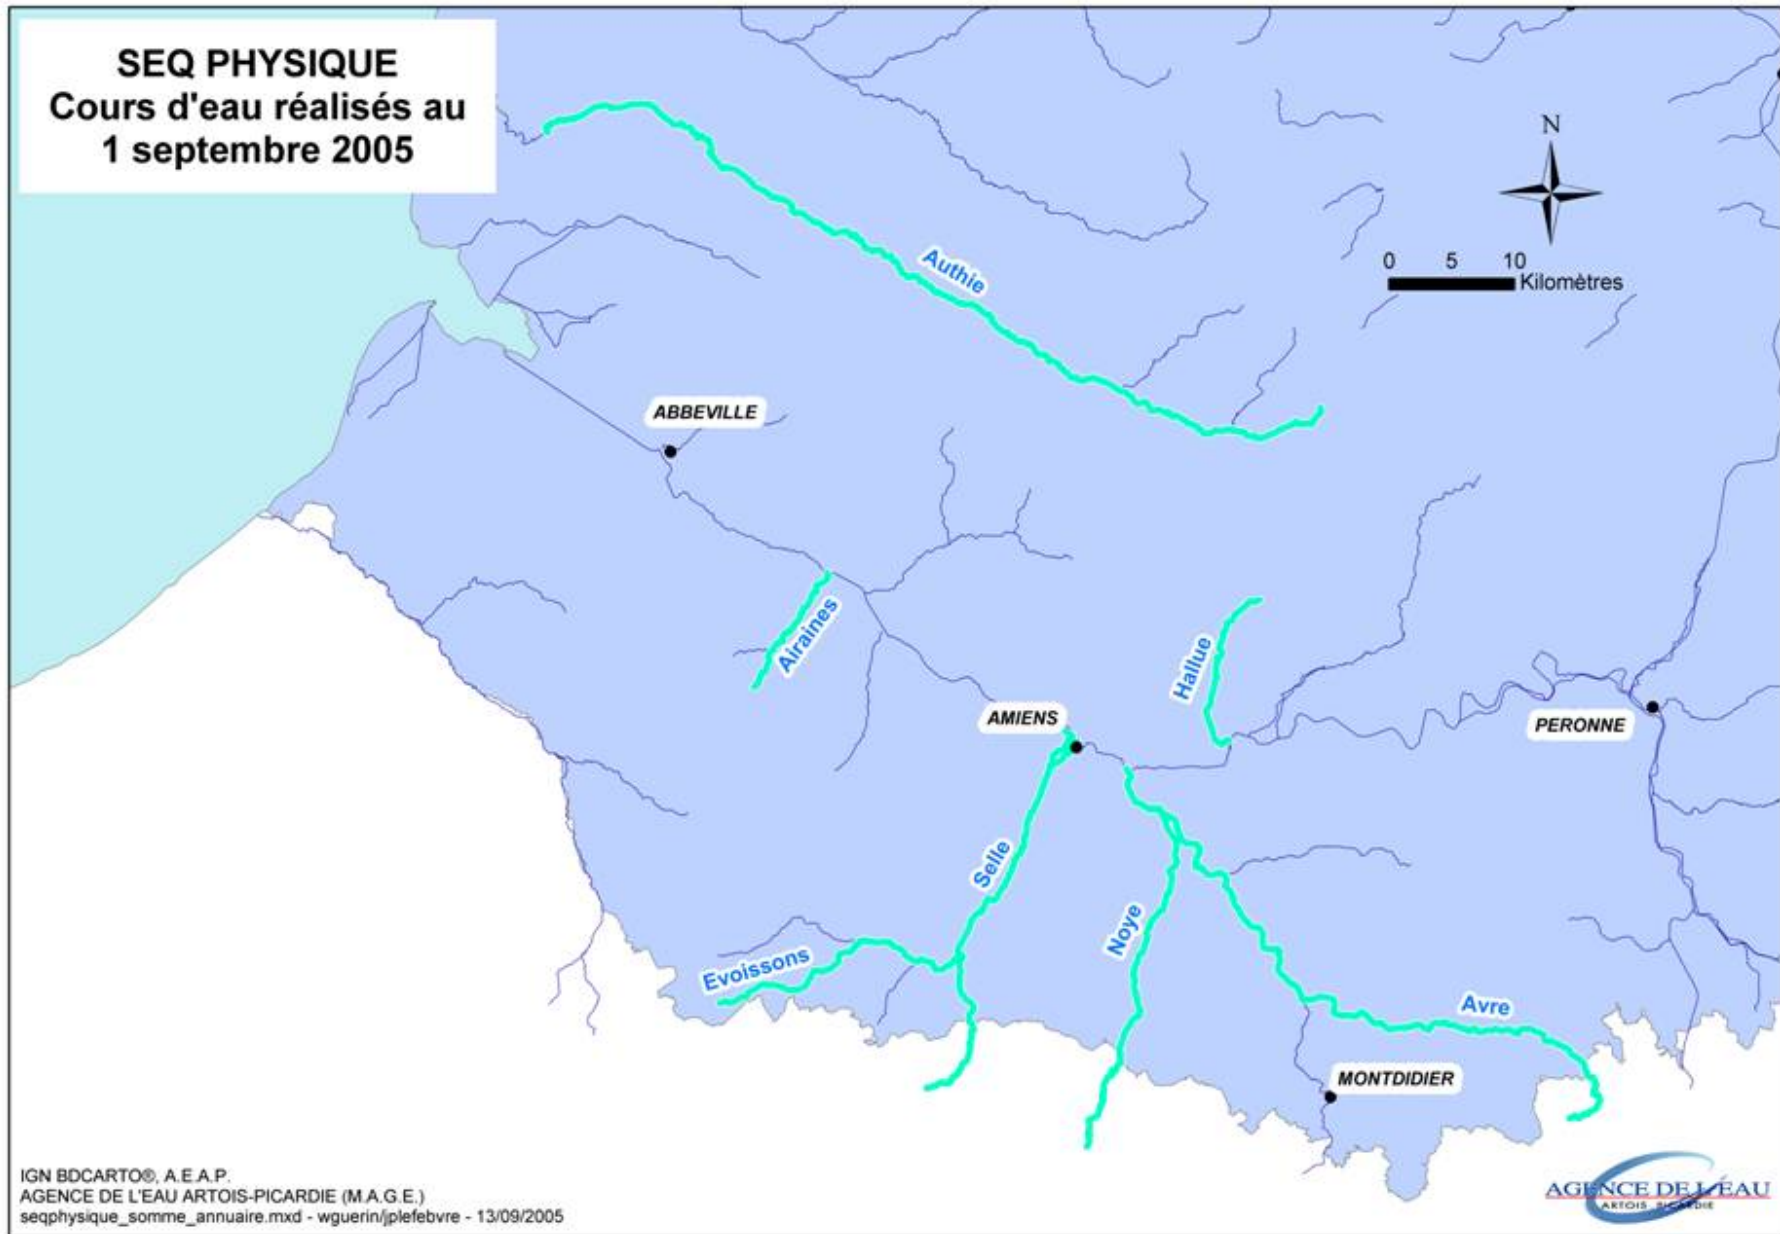 SEQ PHYSIQUE
Cours d'eau réalisés au
1 septembre 2005
N
0 5 10
Kilomètres
Authie
ABBEVILLE
Airaines
Hallue
AMIENS
PERONNE
Selle
Noye
Evoissons
Avre
MONTDIDIER
IGN BDCARTO®, A.E.A.P.
AGENCE DE L'EAU ARTOIS-PICARDIE (M.A.G.E.)
seqphysique_somme_annuaire.mxd - wguerin/jplefebvre - 13/09/2005
AGENCE DE L'EAU
ARTOIS PICARDIE